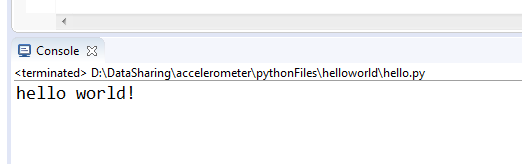 Console
<terminated> D:\DataSharing\accelerometer\pythonFiles\helloworld\hello.py
hello world!